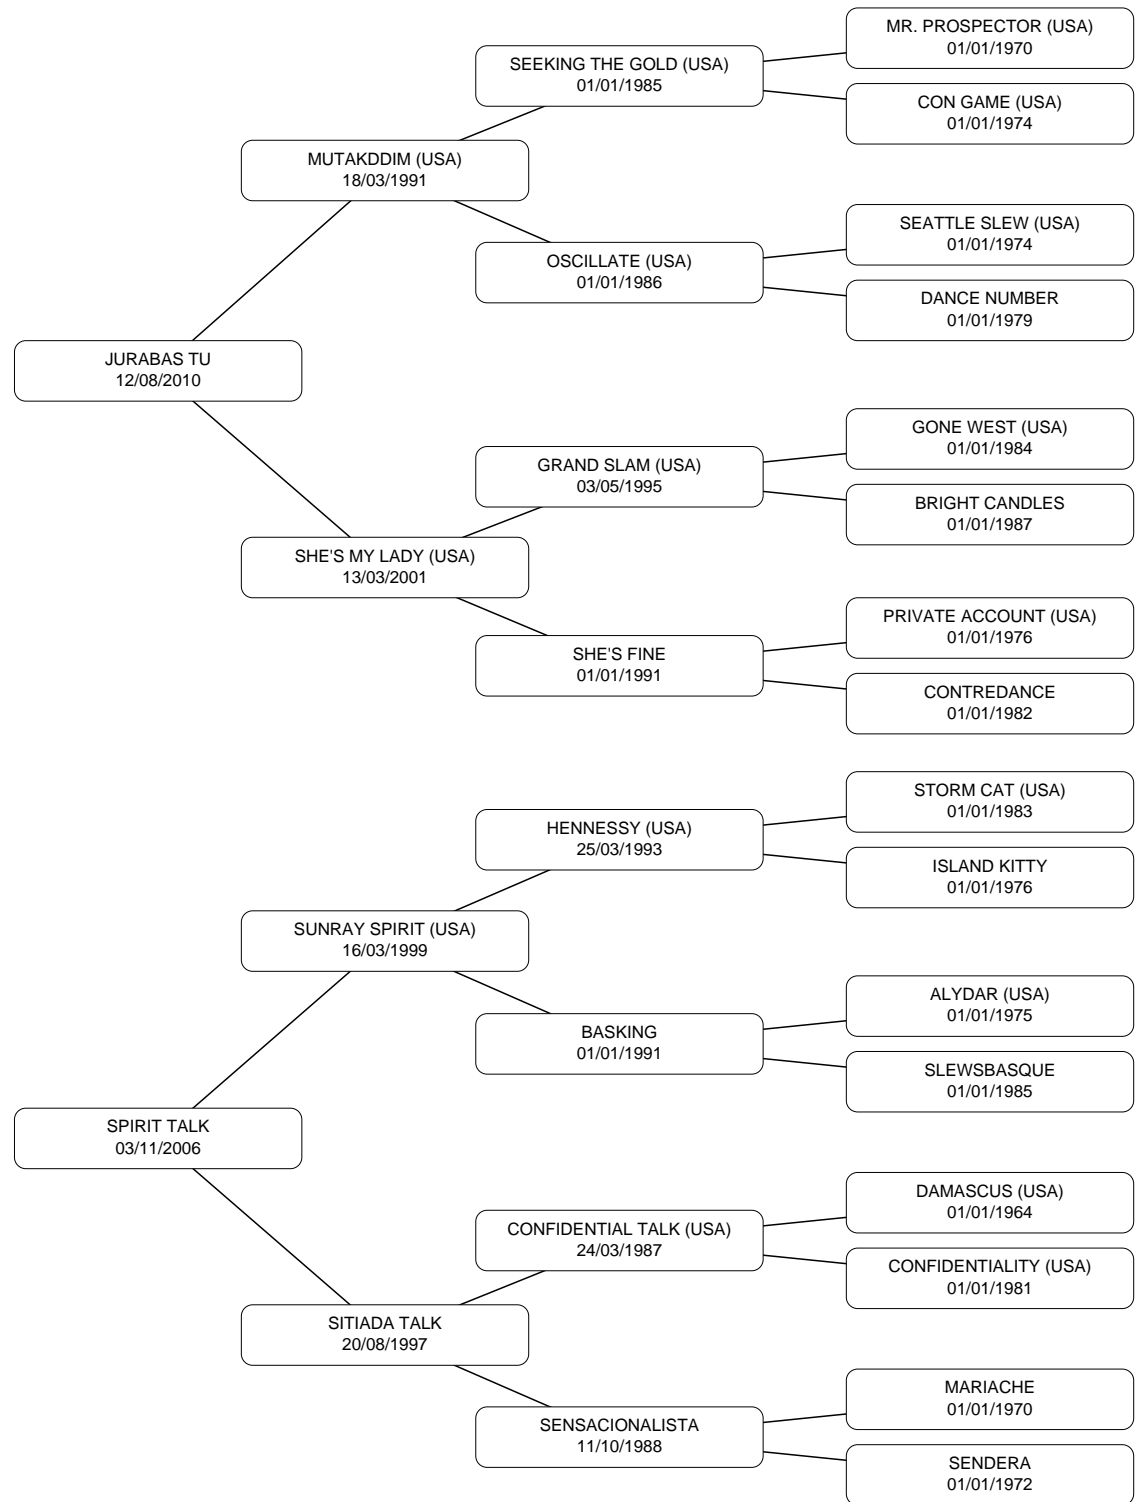 MR. PROSPECTOR (USA)
01/01/1970
SEEKING THE GOLD (USA)
01/01/1985
CON GAME (USA)
01/01/1974
MUTAKDDIM (USA)
18/03/1991
SEATTLE SLEW (USA)
01/01/1974
OSCILLATE (USA)
01/01/1986
DANCE NUMBER
01/01/1979
JURABAS TU
12/08/2010
GONE WEST (USA)
01/01/1984
GRAND SLAM (USA)
03/05/1995
BRIGHT CANDLES
01/01/1987
SHE'S MY LADY (USA)
13/03/2001
PRIVATE ACCOUNT (USA)
01/01/1976
SHE'S FINE
01/01/1991
CONTREDANCE
01/01/1982
STORM CAT (USA)
01/01/1983
HENNESSY (USA)
25/03/1993
ISLAND KITTY
01/01/1976
SUNRAY SPIRIT (USA)
16/03/1999
ALYDAR (USA)
01/01/1975
BASKING
01/01/1991
SLEWSBASQUE
01/01/1985
SPIRIT TALK
03/11/2006
DAMASCUS (USA)
01/01/1964
CONFIDENTIAL TALK (USA)
24/03/1987
CONFIDENTIALITY (USA)
01/01/1981
SITIADA TALK
20/08/1997
MARIACHE
01/01/1970
SENSACIONALISTA
11/10/1988
SENDERA
01/01/1972